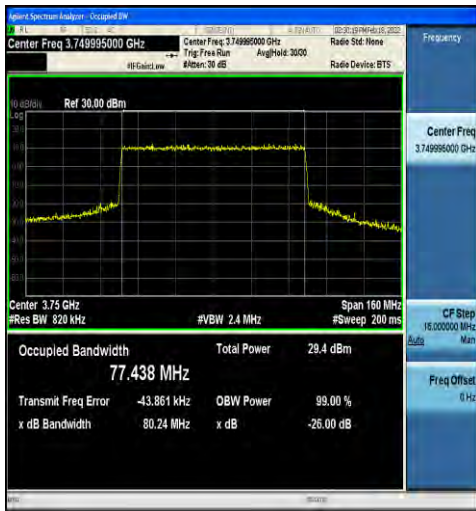 Agilent Spectrum Analyzer - Occupied BW
Center Freq 3.749995000 GHz
Center Freq: 3.749995000 GHz
Trig: Free Run
Avg|Hold: 30/30
#IFGain:Low
#Atten: 30 dB
Radio Std: None
Radio Device: BTS
Frequency
10 dB/div
Ref 30.00 dBm
Log
Center Freq
3.749995000 GHz
Center 3.75 GHz
Span 160 MHz
#Res BW 820 kHz
#VBW 2.4 MHz
#Sweep 200 ms
CF Step
16.000000 MHz
Auto Man
Occupied Bandwidth
Total Power 29.4 dBm
77.438 MHz
Transmit Freq Error -43.861 kHz
OBW Power 99.00 %
x dB Bandwidth 80.24 MHz
x dB -26.00 dB
Freq Offset
0 Hz